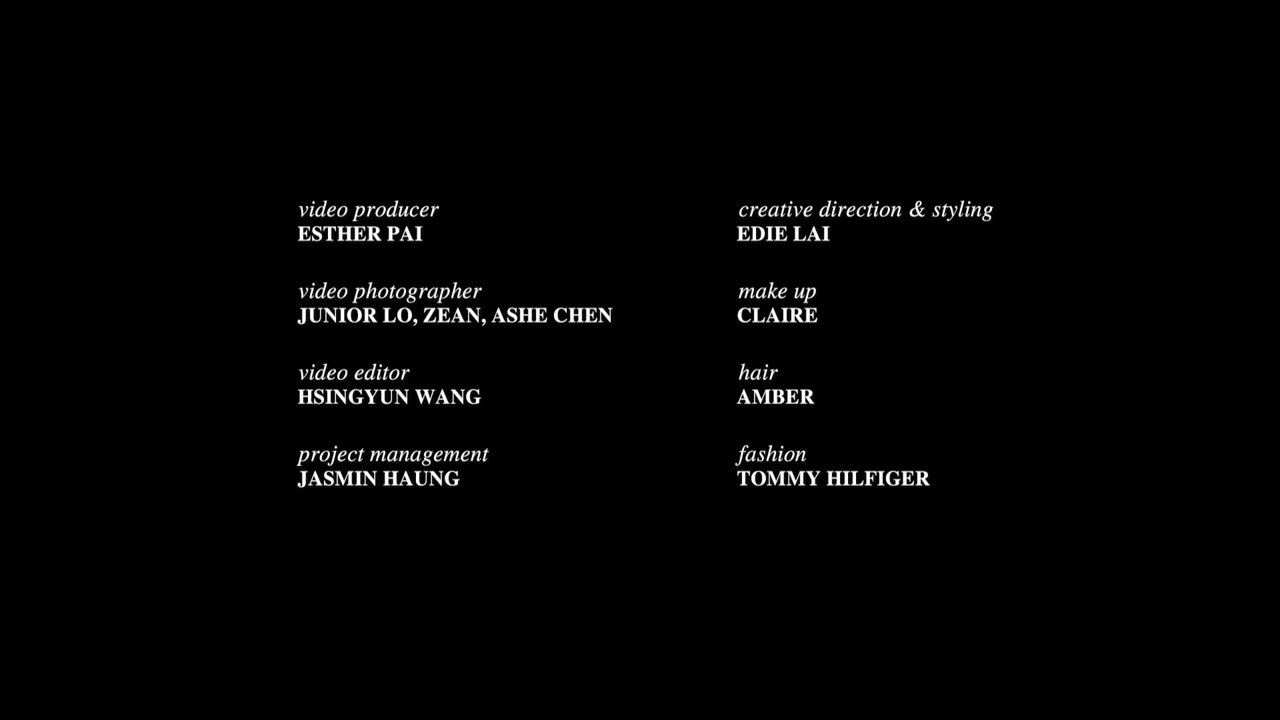 video producer
ESTHER PAI
video photographer
JUNIOR LO, ZEAN, ASHE CHEN
video editor
HSINGYUN WANG
project management
JASMIN HAUNG
creative direction & styling
EDIE LAI
make up
CLAIRE
hair
AMBER
fashion
TOMMY HILFIGER